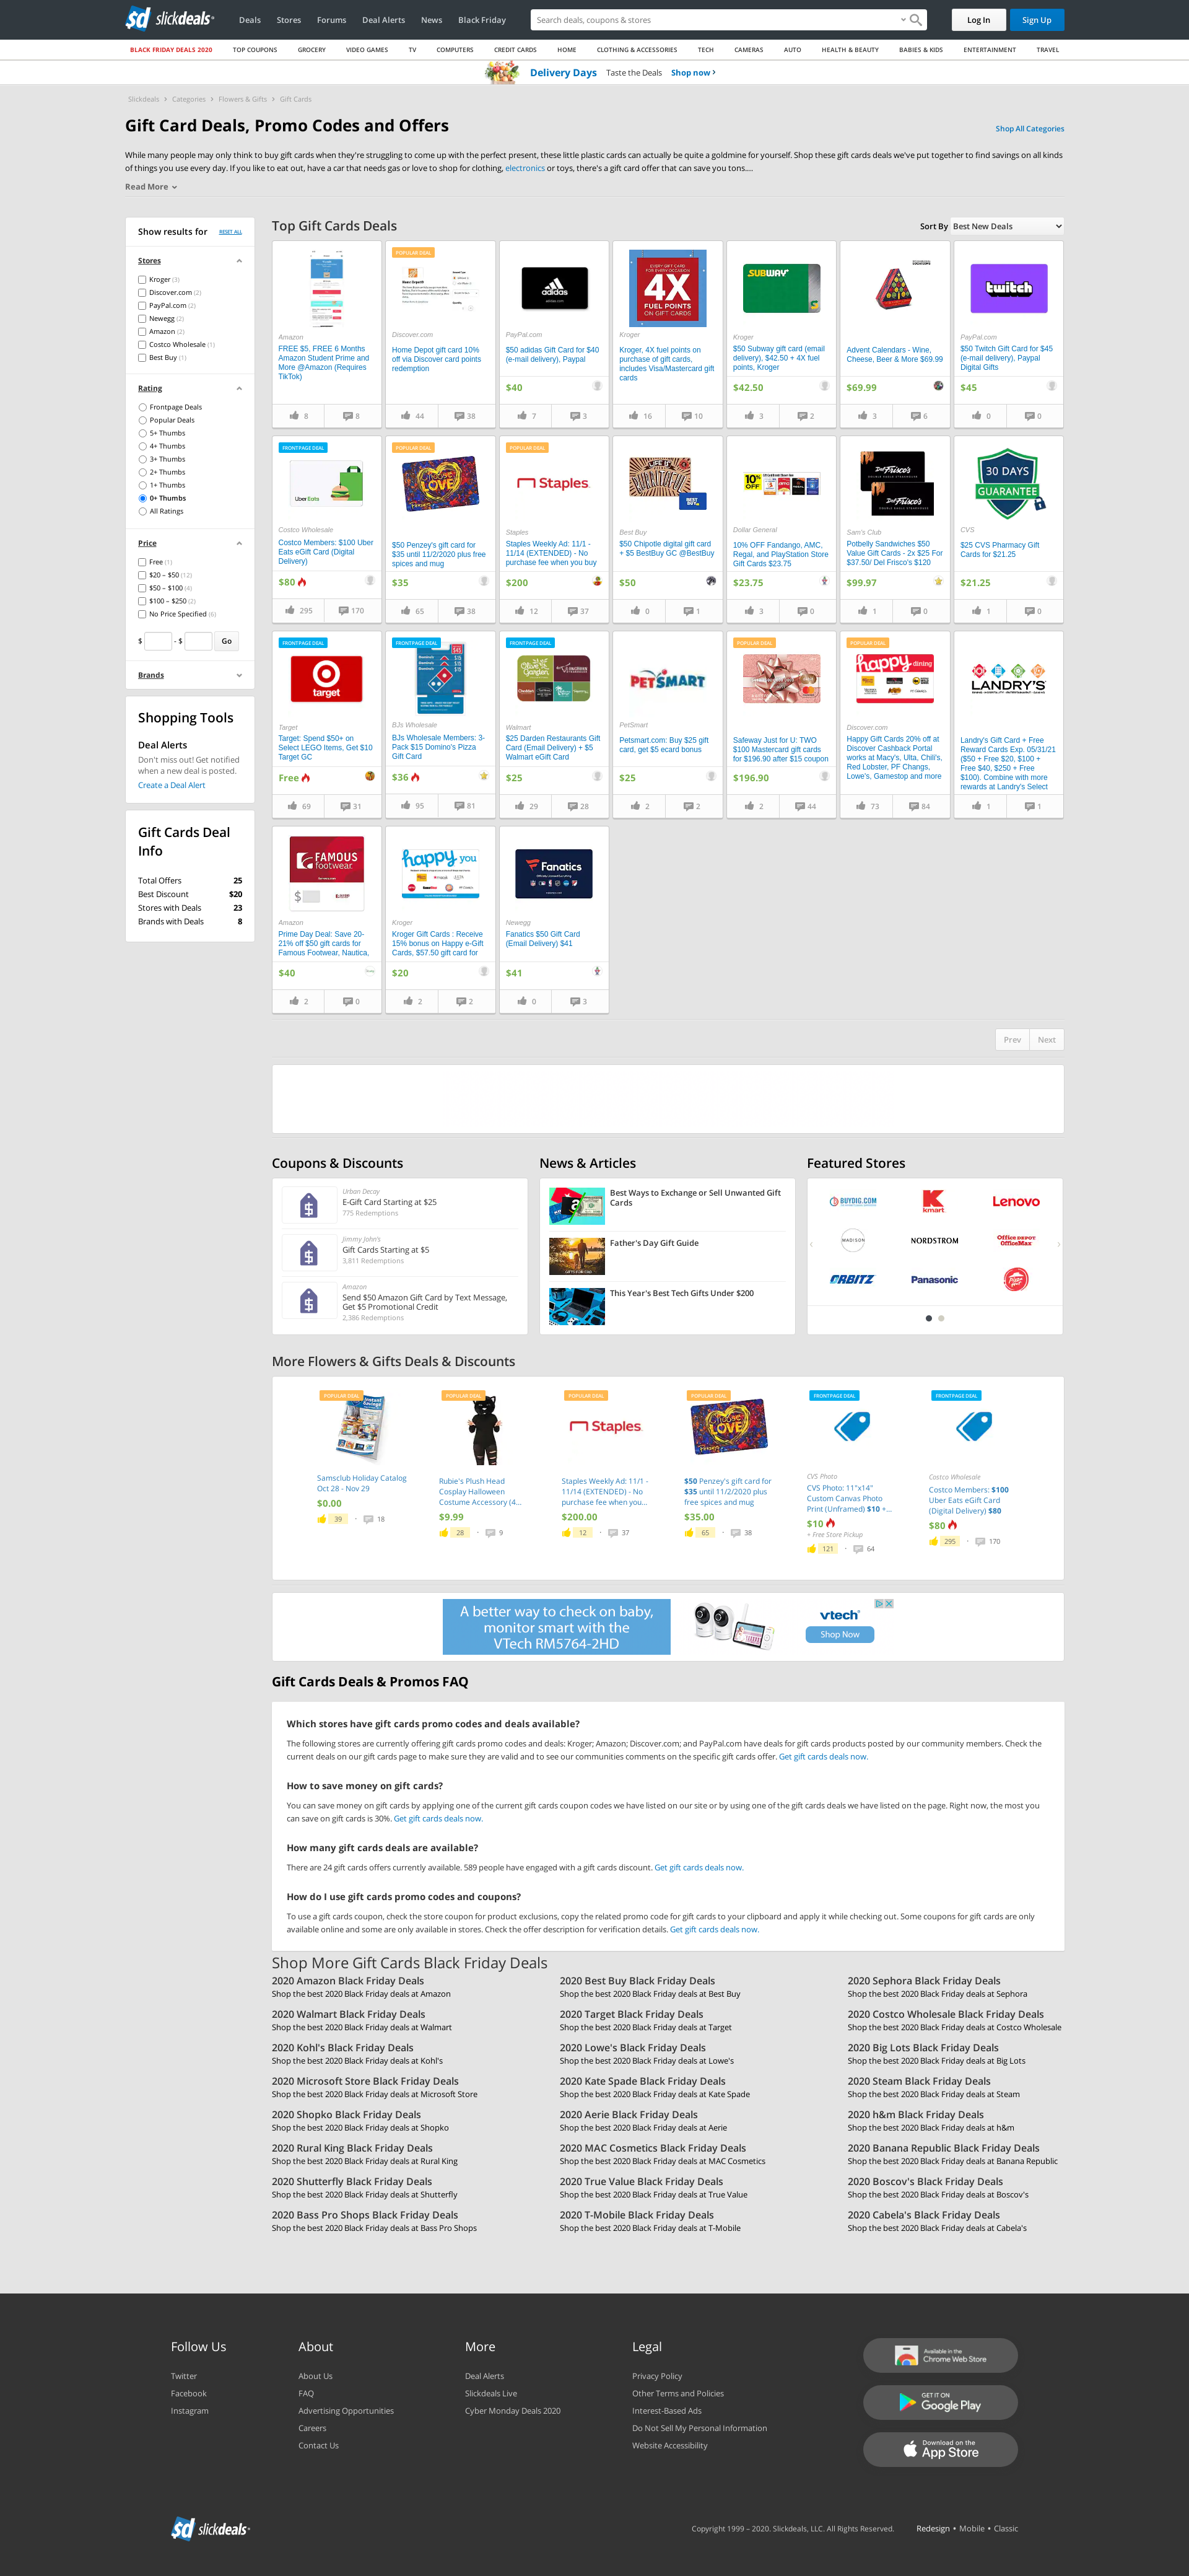 slickdeals
Deals Stores Forums Deal Alerts News Black Friday
Search deals, coupons & stores
Log In Sign Up
BLACK FRIDAY DEALS 2020 TOP COUPONS GROCERY VIDEO GAMES TV COMPUTERS CREDIT CARDS HOME CLOTHING & ACCESSORIES TECH CAMERAS AUTO HEALTH & BEAUTY BABIES & KIDS ENTERTAINMENT TRAVEL
Delivery Days Taste the Deals Shop now ›
Slickdeals › Categories › Flowers & Gifts › Gift Cards
Gift Card Deals, Promo Codes and Offers
Shop All Categories
While many people may only think to buy gift cards when they're struggling to come up with the perfect present, these little plastic cards can actually be quite a goldmine for yourself. Shop these gift cards deals we've put together to find savings on all kinds
of things you use every day. If you like to eat out, have a car that needs gas or love to shop for clothing, electronics or toys, there's a gift card offer that can save you tons....
Read More
Show results for RESET ALL
Stores
Kroger (3)
Discover.com (2)
PayPal.com (2)
Newegg (2)
Amazon (2)
Costco Wholesale (1)
Best Buy (1)
Rating
Frontpage Deals
Popular Deals
5+ Thumbs
4+ Thumbs
3+ Thumbs
2+ Thumbs
1+ Thumbs
0+ Thumbs
All Ratings
Price
Free (1)
$20 – $50 (12)
$50 – $100 (4)
$100 – $250 (2)
No Price Specified (6)
$ - $ Go
Brands
Shopping Tools
Deal Alerts
Don't miss out! Get notified
when a new deal is posted.
Create a Deal Alert
Gift Cards Deal
Info
Total Offers 25
Best Discount $20
Stores with Deals 23
Brands with Deals 8
Top Gift Cards Deals
Sort By Best New Deals
Amazon
FREE $5, FREE 6 Months
Amazon Student Prime and
More @Amazon (Requires
TikTok)
8 8
POPULAR DEAL
Discover.com
Home Depot gift card 10%
off via Discover card points
redemption
44 38
adidas
PayPal.com
$50 adidas Gift Card for $40
(e-mail delivery), Paypal
$40
7 3
EVERY GIFT CARD
FOR EVERY OCCASION
4X
FUEL POINTS
ON GIFT CARDS
Kroger
Kroger, 4X fuel points on
purchase of gift cards,
includes Visa/Mastercard gift
cards
16 10
SUBWAY
Kroger
$50 Subway gift card (email
delivery), $42.50 + 4X fuel
points, Kroger
$42.50
3 2
Advent Calendars - Wine,
Cheese, Beer & More $69.99
$69.99
3 6
twitch
PayPal.com
$50 Twitch Gift Card for $45
(e-mail delivery), Paypal
Digital Gifts
$45
0 0
FRONTPAGE DEAL
Uber Eats
Costco Wholesale
Costco Members: $100 Uber
Eats eGift Card (Digital
Delivery)
$80
295 170
POPULAR DEAL
choose LOVE
$50 Penzey's gift card for
$35 until 11/2/2020 plus free
spices and mug
$35
65 38
POPULAR DEAL
Staples
Staples
Staples Weekly Ad: 11/1 -
11/14 (EXTENDED) - No
purchase fee when you buy
$200
12 37
Best Buy
$50 Chipotle digital gift card
+ $5 BestBuy GC @BestBuy
$50
0 1
10% OFF
Dollar General
10% OFF Fandango, AMC,
Regal, and PlayStation Store
Gift Cards $23.75
$23.75
3 0
Del Frisco's
Del Frisco's
Sam's Club
Potbelly Sandwiches $50
Value Gift Cards - 2x $25 For
$37.50/ Del Frisco's $120
$99.97
1 0
30 DAYS
GUARANTEE
CVS
$25 CVS Pharmacy Gift
Cards for $21.25
$21.25
1 0
FRONTPAGE DEAL
target
Target
Target: Spend $50+ on
Select LEGO Items, Get $10
Target GC
Free
69 31
FRONTPAGE DEAL
$45
BJs Wholesale
BJs Wholesale Members: 3-
Pack $15 Domino's Pizza
Gift Card
$36
95 81
FRONTPAGE DEAL
Walmart
$25 Darden Restaurants Gift
Card (Email Delivery) + $5
Walmart eGift Card
$25
29 28
PETSMART
PetSmart
Petsmart.com: Buy $25 gift
card, get $5 ecard bonus
$25
2 2
POPULAR DEAL
Safeway Just for U: TWO
$100 Mastercard gift cards
for $196.90 after $15 coupon
$196.90
2 44
POPULAR DEAL
happy dining
Discover.com
Happy Gift Cards 20% off at
Discover Cashback Portal
works at Macy's, Ulta, Chili's,
Red Lobster, PF Changs,
Lowe's, Gamestop and more
73 84
LANDRY'S
Landry's Gift Card + Free
Reward Cards Exp. 05/31/21
($50 + Free $20, $100 +
Free $40, $250 + Free
$100). Combine with more
rewards at Landry's Select
1 1
FAMOUS
footwear
$
Amazon
Prime Day Deal: Save 20-
21% off $50 gift cards for
Famous Footwear, Nautica,
$40
2 0
happy you
Kroger
Kroger Gift Cards : Receive
15% bonus on Happy e-Gift
Cards, $57.50 gift card for
$20
2 2
Fanatics
Newegg
Fanatics $50 Gift Card
(Email Delivery) $41
$41
0 3
Prev Next
Coupons & Discounts
Urban Decay
E-Gift Card Starting at $25
775 Redemptions
Jimmy John's
Gift Cards Starting at $5
3,811 Redemptions
Amazon
Send $50 Amazon Gift Card by Text Message,
Get $5 Promotional Credit
2,386 Redemptions
News & Articles
Best Ways to Exchange or Sell Unwanted Gift
Cards
Father's Day Gift Guide
This Year's Best Tech Gifts Under $200
Featured Stores
BUYDIG.COM kmart Lenovo
MADISON NORDSTROM Office DEPOT OfficeMax
ORBITZ Panasonic Pizza Hut
More Flowers & Gifts Deals & Discounts
POPULAR DEAL
Instant Savings
Samsclub Holiday Catalog
Oct 28 - Nov 29
$0.00
39 18
POPULAR DEAL
Rubie's Plush Head
Cosplay Halloween
Costume Accessory (4...
$9.99
28 9
POPULAR DEAL
Staples
Staples Weekly Ad: 11/1 -
11/14 (EXTENDED) - No
purchase fee when you...
$200.00
12 37
POPULAR DEAL
choose LOVE
$50 Penzey's gift card for
$35 until 11/2/2020 plus
free spices and mug
$35.00
65 38
FRONTPAGE DEAL
CVS Photo
CVS Photo: 11"x14"
Custom Canvas Photo
Print (Unframed) $10 +...
$10
+ Free Store Pickup
121 64
FRONTPAGE DEAL
Costco Wholesale
Costco Members: $100
Uber Eats eGift Card
(Digital Delivery) $80
$80
295 170
A better way to check on baby,
monitor smart with the
VTech RM5764-2HD
vtech
Shop Now
Gift Cards Deals & Promos FAQ
Which stores have gift cards promo codes and deals available?
The following stores are currently offering gift cards promo codes and deals: Kroger; Amazon; Discover.com; and PayPal.com have deals for gift cards products posted by our community members. Check the
current deals on our gift cards page to make sure they are valid and to see our communities comments on the specific gift cards offer. Get gift cards deals now.
How to save money on gift cards?
You can save money on gift cards by applying one of the current gift cards coupon codes we have listed on our site or by using one of the gift cards deals we have listed on the page. Right now, the most you
can save on gift cards is 30%. Get gift cards deals now.
How many gift cards deals are available?
There are 24 gift cards offers currently available. 589 people have engaged with a gift cards discount. Get gift cards deals now.
How do I use gift cards promo codes and coupons?
To use a gift cards coupon, check the store coupon for product exclusions, copy the related promo code for gift cards to your clipboard and apply it while checking out. Some coupons for gift cards are only
available online and some are only available in stores. Check the offer description for verification details. Get gift cards deals now.
Shop More Gift Cards Black Friday Deals
2020 Amazon Black Friday Deals
Shop the best 2020 Black Friday deals at Amazon
2020 Best Buy Black Friday Deals
Shop the best 2020 Black Friday deals at Best Buy
2020 Sephora Black Friday Deals
Shop the best 2020 Black Friday deals at Sephora
2020 Walmart Black Friday Deals
Shop the best 2020 Black Friday deals at Walmart
2020 Target Black Friday Deals
Shop the best 2020 Black Friday deals at Target
2020 Costco Wholesale Black Friday Deals
Shop the best 2020 Black Friday deals at Costco Wholesale
2020 Kohl's Black Friday Deals
Shop the best 2020 Black Friday deals at Kohl's
2020 Lowe's Black Friday Deals
Shop the best 2020 Black Friday deals at Lowe's
2020 Big Lots Black Friday Deals
Shop the best 2020 Black Friday deals at Big Lots
2020 Microsoft Store Black Friday Deals
Shop the best 2020 Black Friday deals at Microsoft Store
2020 Kate Spade Black Friday Deals
Shop the best 2020 Black Friday deals at Kate Spade
2020 Steam Black Friday Deals
Shop the best 2020 Black Friday deals at Steam
2020 Shopko Black Friday Deals
Shop the best 2020 Black Friday deals at Shopko
2020 Aerie Black Friday Deals
Shop the best 2020 Black Friday deals at Aerie
2020 h&m Black Friday Deals
Shop the best 2020 Black Friday deals at h&m
2020 Rural King Black Friday Deals
Shop the best 2020 Black Friday deals at Rural King
2020 MAC Cosmetics Black Friday Deals
Shop the best 2020 Black Friday deals at MAC Cosmetics
2020 Banana Republic Black Friday Deals
Shop the best 2020 Black Friday deals at Banana Republic
2020 Shutterfly Black Friday Deals
Shop the best 2020 Black Friday deals at Shutterfly
2020 True Value Black Friday Deals
Shop the best 2020 Black Friday deals at True Value
2020 Boscov's Black Friday Deals
Shop the best 2020 Black Friday deals at Boscov's
2020 Bass Pro Shops Black Friday Deals
Shop the best 2020 Black Friday deals at Bass Pro Shops
2020 T-Mobile Black Friday Deals
Shop the best 2020 Black Friday deals at T-Mobile
2020 Cabela's Black Friday Deals
Shop the best 2020 Black Friday deals at Cabela's
Follow Us
Twitter
Facebook
Instagram
About
About Us
FAQ
Advertising Opportunities
Careers
Contact Us
More
Deal Alerts
Slickdeals Live
Cyber Monday Deals 2020
Legal
Privacy Policy
Other Terms and Policies
Interest-Based Ads
Do Not Sell My Personal Information
Website Accessibility
Available in the
Chrome Web Store
GET IT ON
Google Play
Download on the
App Store
slickdeals
Copyright 1999 – 2020. Slickdeals, LLC. All Rights Reserved. Redesign • Mobile • Classic